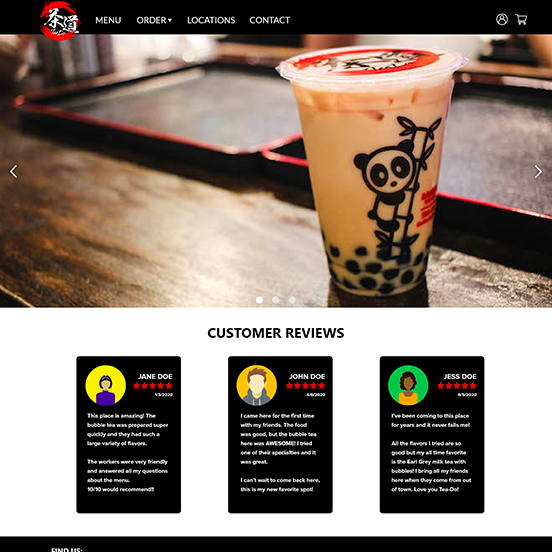 茶道
MENU
ORDER
LOCATIONS
CONTACT
CUSTOMER REVIEWS
JANE DOE
1/3/2020
This place is amazing! The
bubble tea was prepared super
quickly and they had such a
large variety of flavors.
The workers were very friendly
and answered all my questions
about the menu.
10/10 would recommend!!
JOHN DOE
4/6/2020
I came here for the first time
with my friends. The food
was good, but the bubble tea
here was AWESOME! I tried
one of their specialties and it
was great.
I can't wait to come back here,
this is my new favorite spot!
JESS DOE
6/5/2020
I've been coming to this place
for years and it never fails me!
All the flavors I tried are so
good but my all time favorite
is the Earl Grey milk tea with
bubbles! I bring all my friends
here when they come from out
of town. Love you Tea-Do!
FIND US: